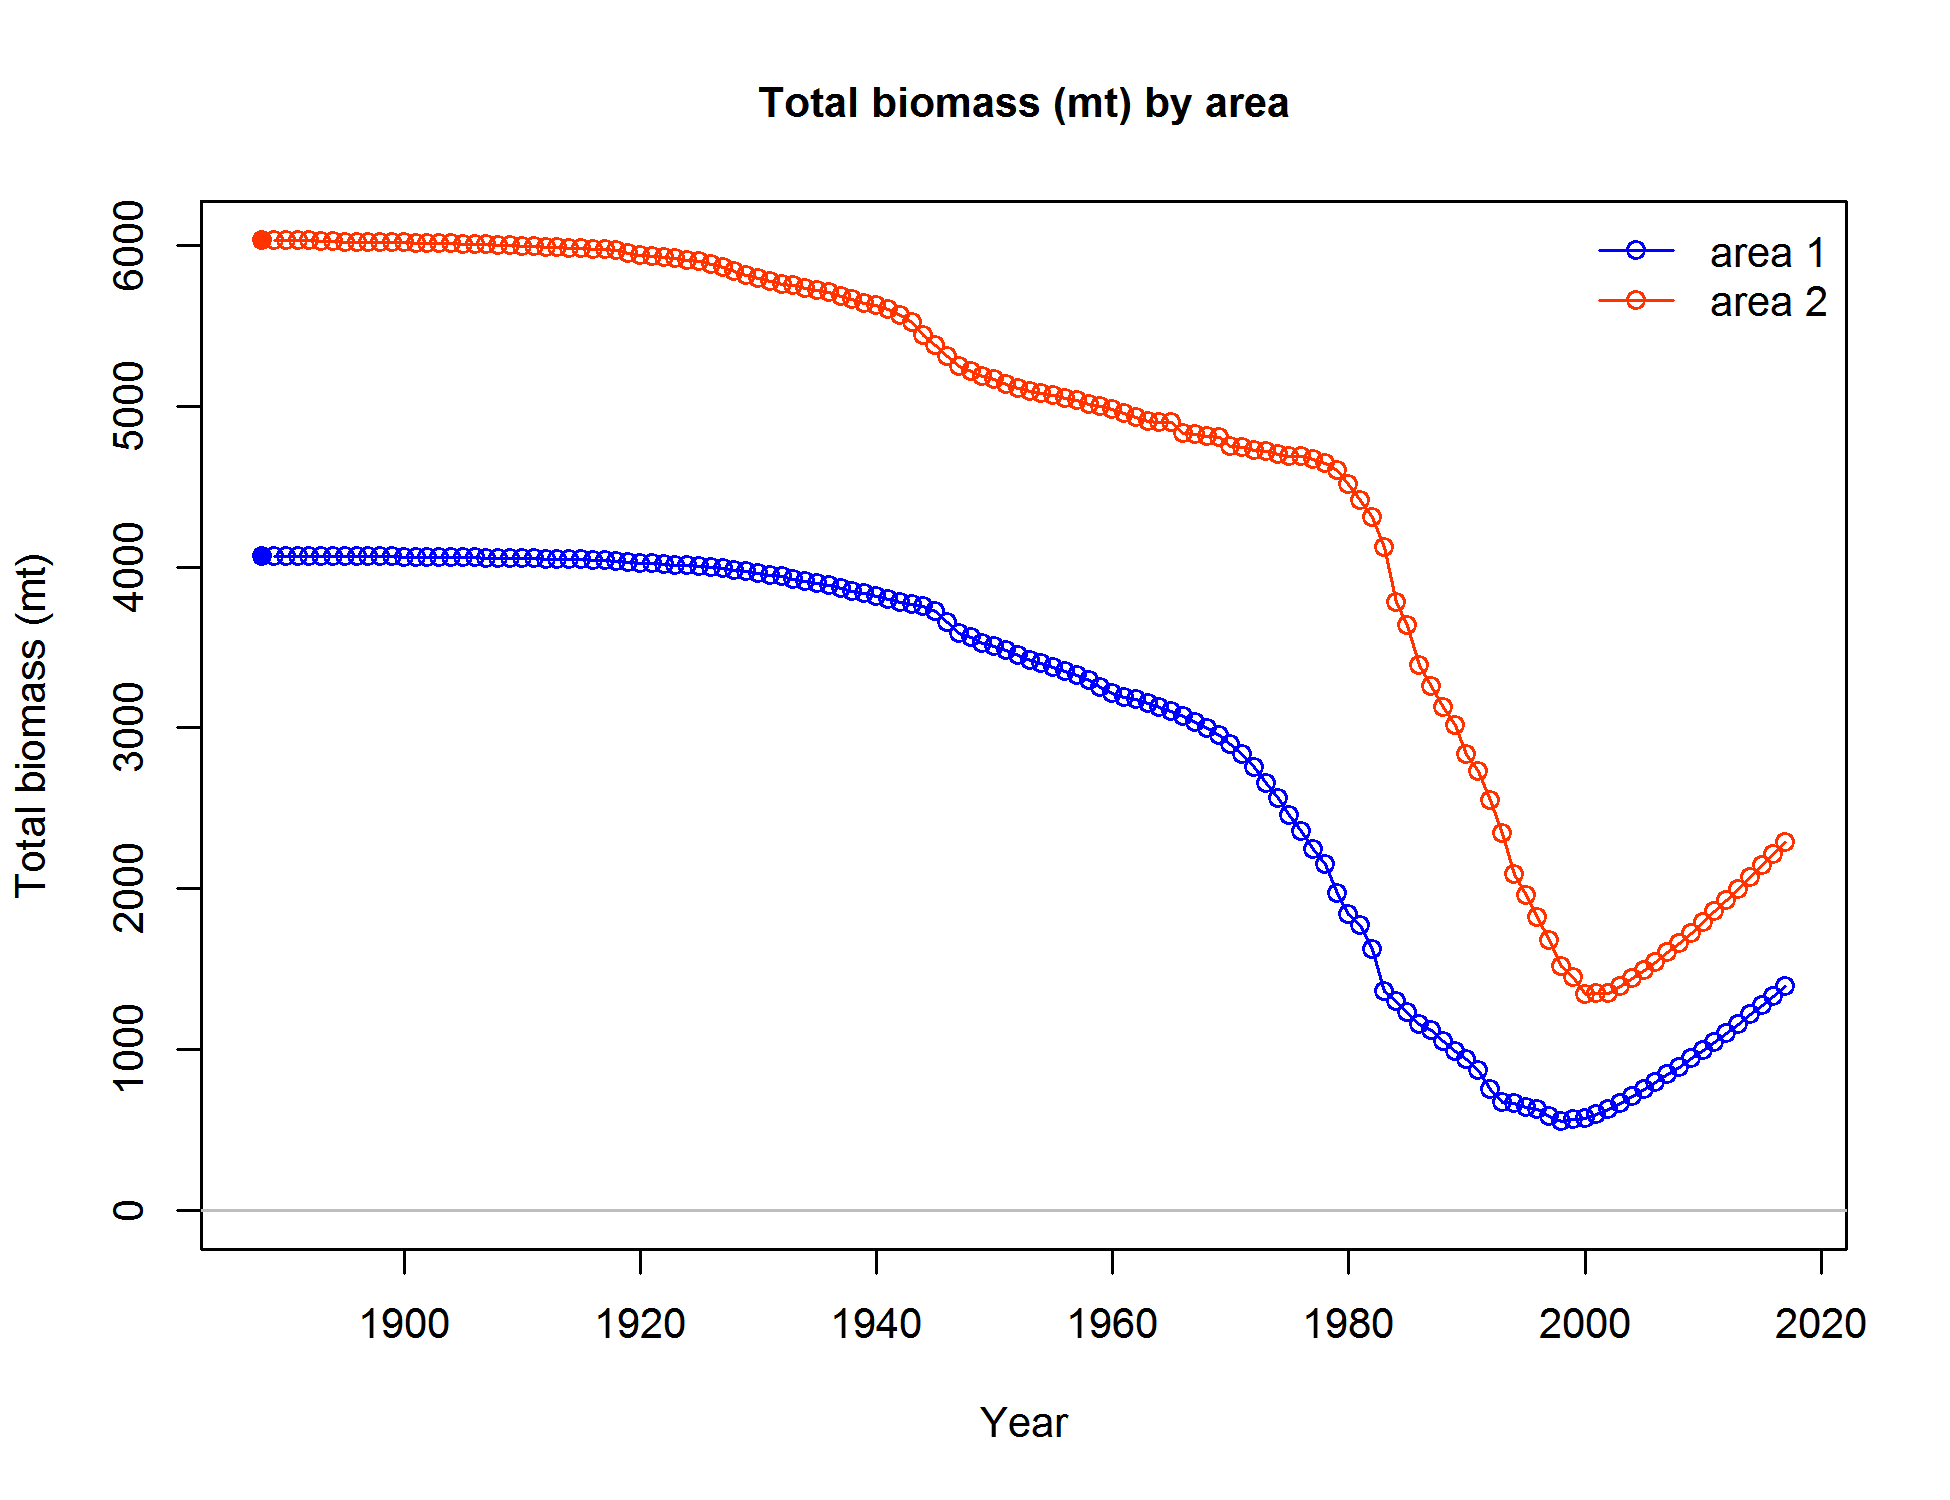 Total biomass (mt) by area
area 1
area 2
Total biomass (mt)
6000
5000
4000
3000
2000
1000
0
1900 1920 1940 1960 1980 2000 2020
Year